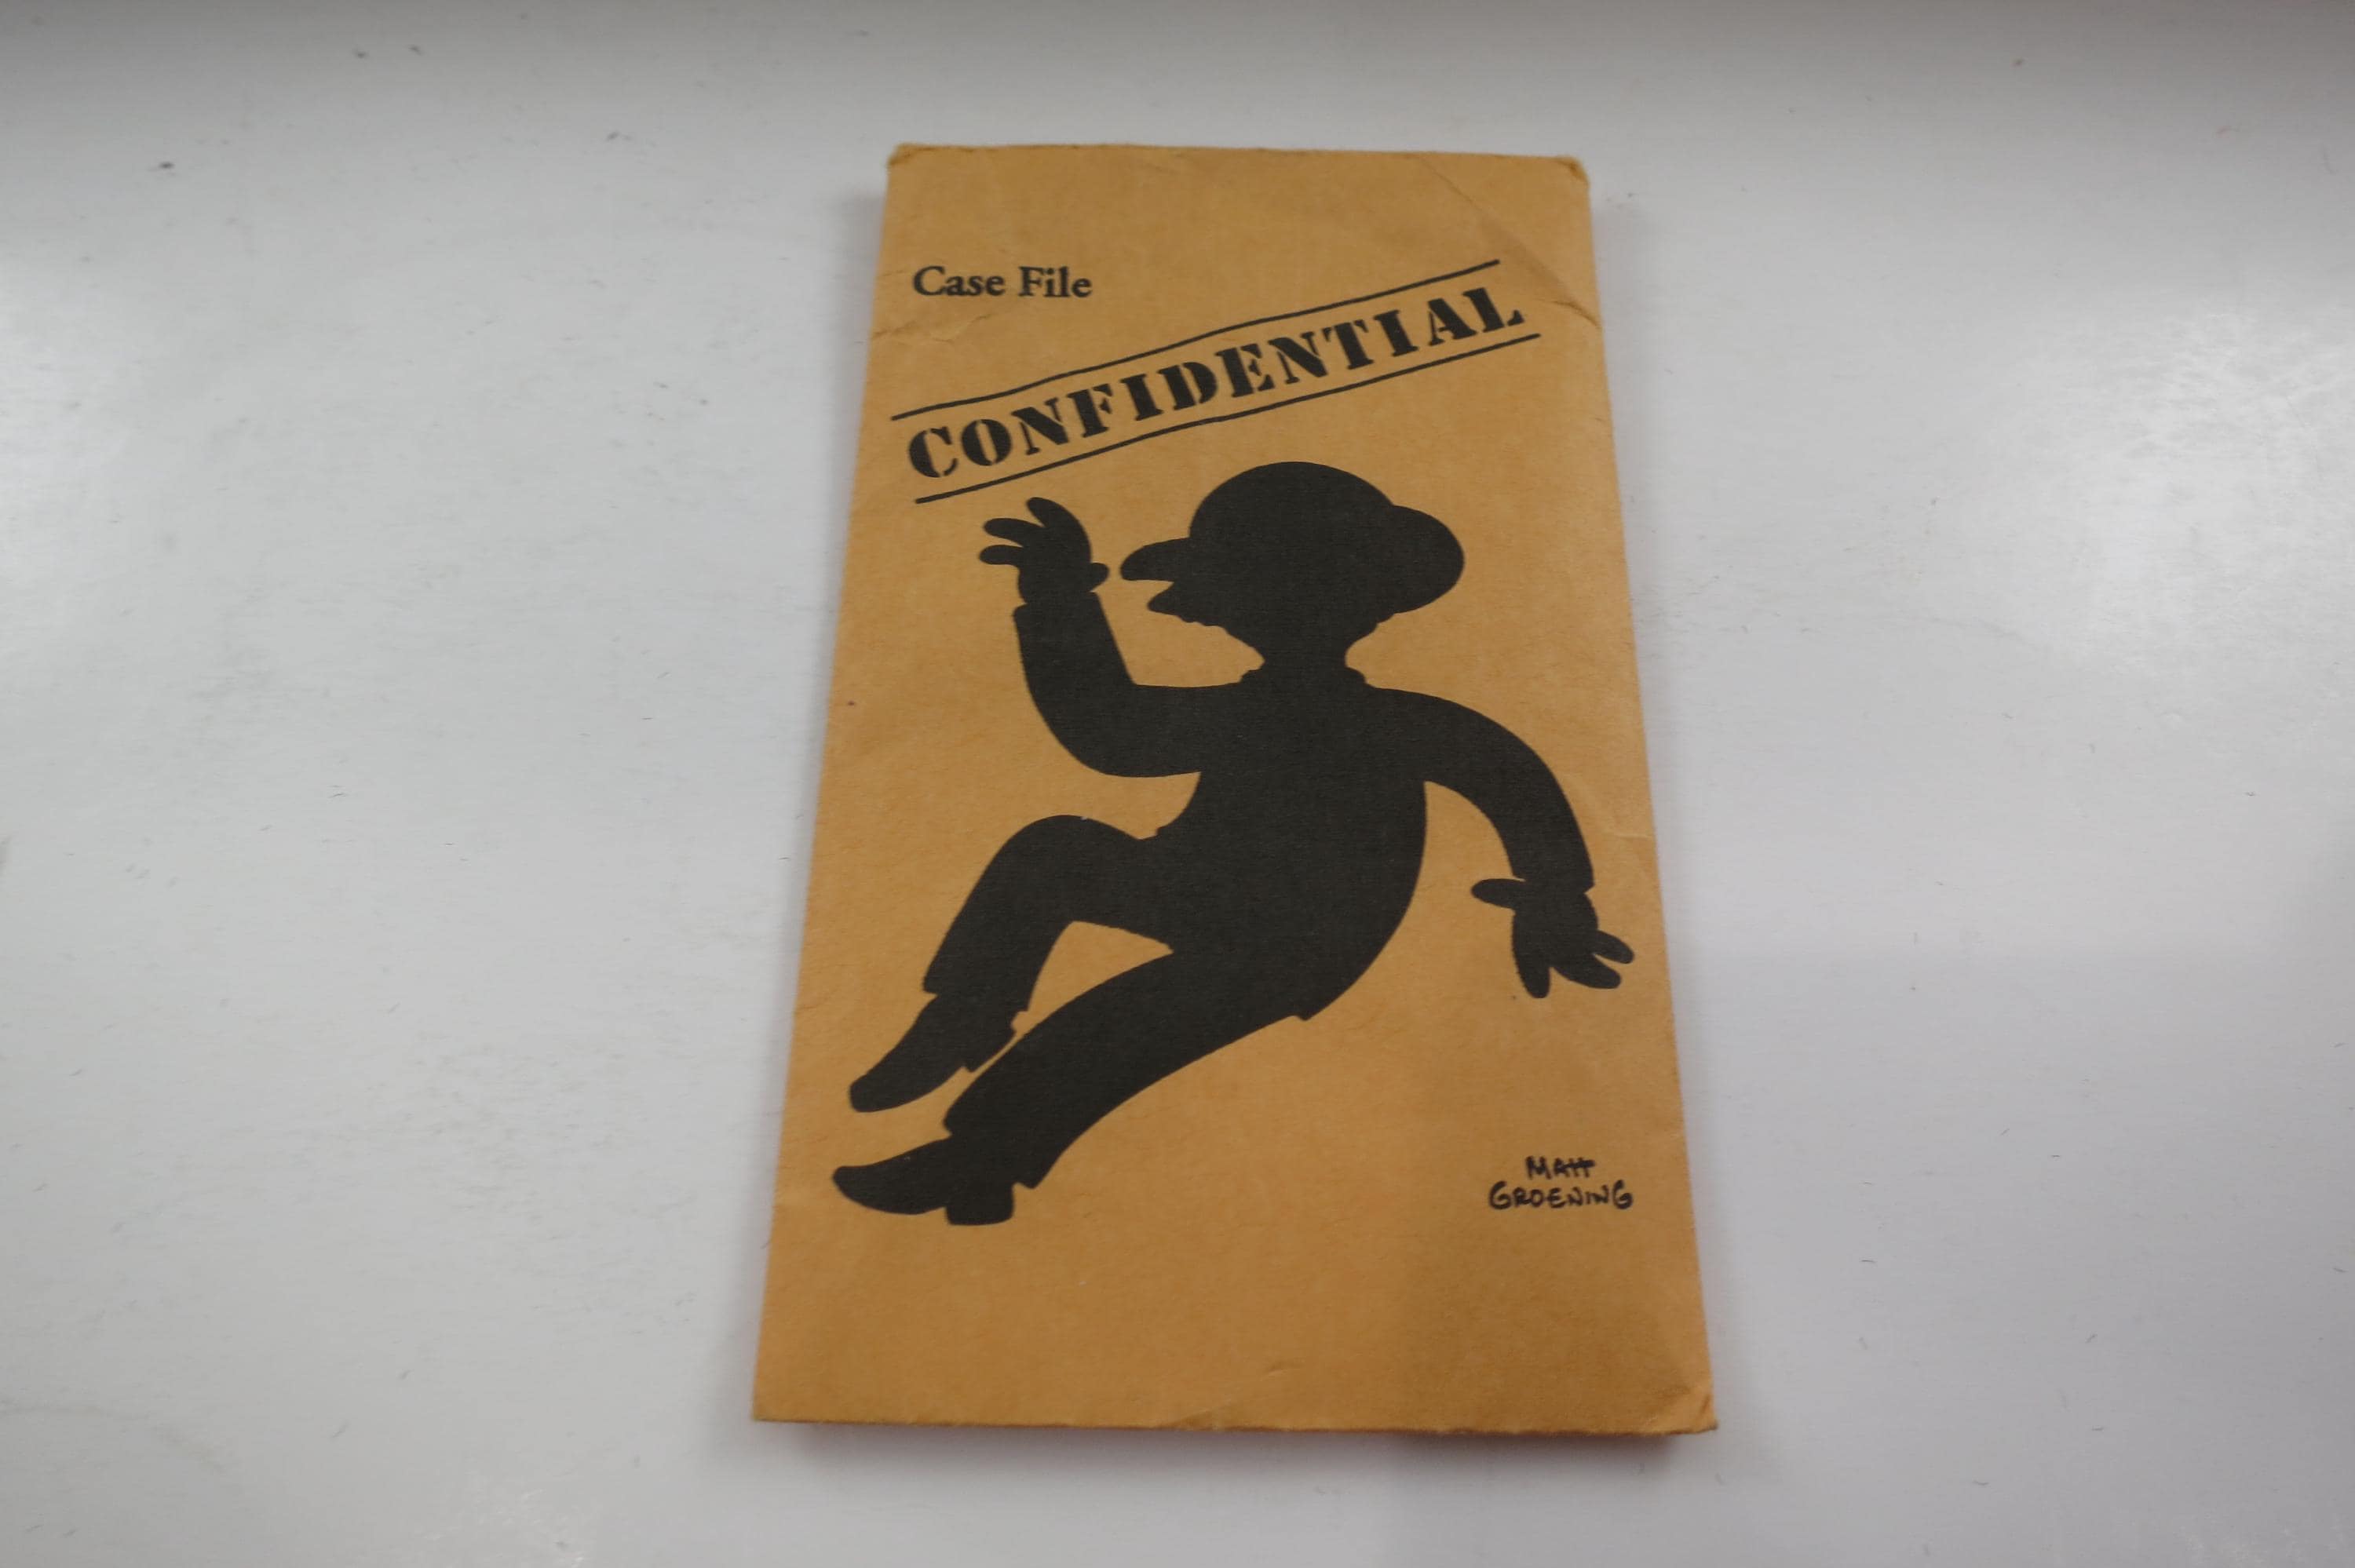 Case File
CONFIDENTIAL
MATT
GROENING